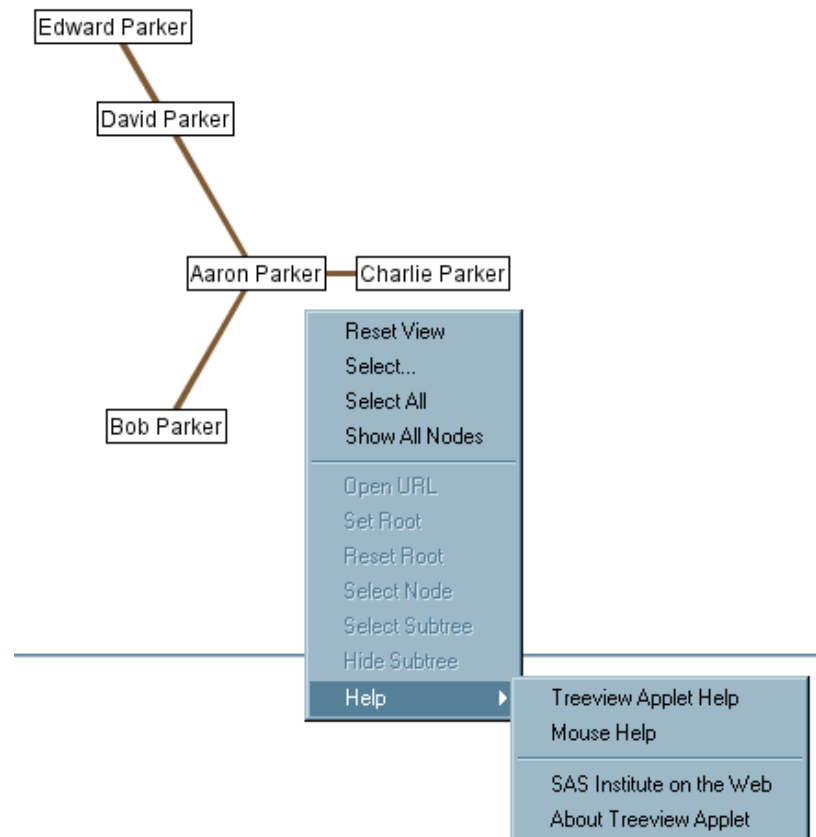 Edward Parker
David Parker
Aaron Parker
Charlie Parker
Bob Parker
Reset View
Select...
Select All
Show All Nodes
Open URL
Set Root
Reset Root
Select Node
Select Subtree
Hide Subtree
Help
Treeview Applet Help
Mouse Help
SAS Institute on the Web
About Treeview Applet